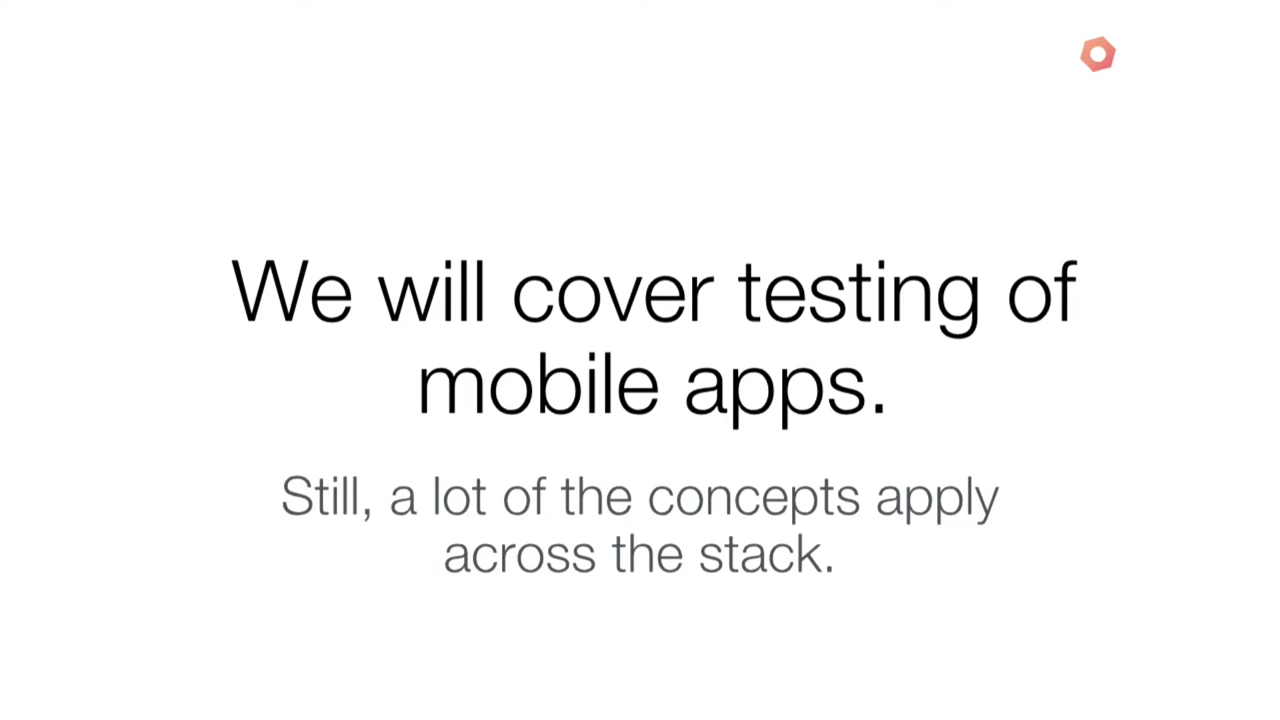 We will cover testing of
mobile apps.
Still, a lot of the concepts apply
across the stack.